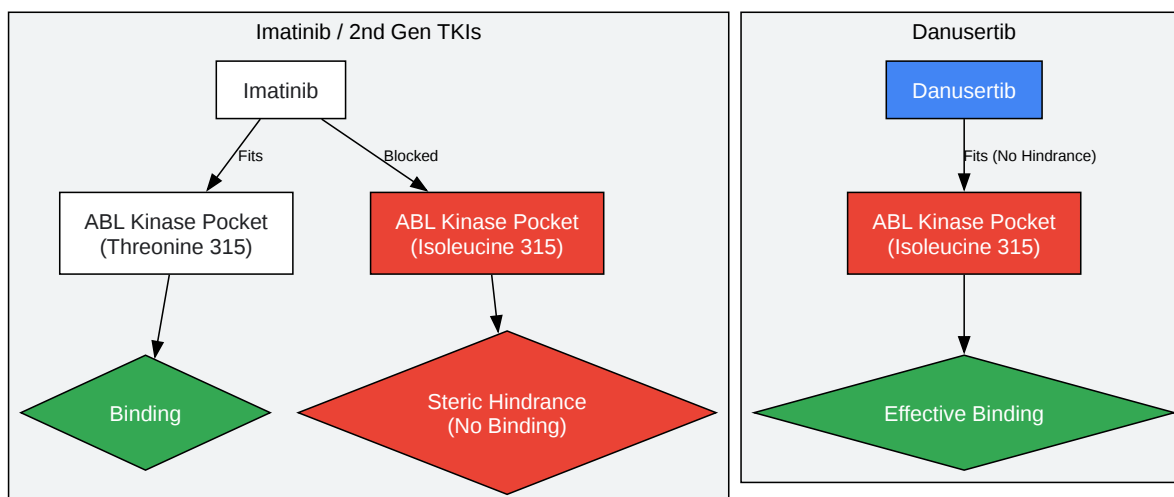 Imatinib / 2nd Gen TKIs
Imatinib
Fits
Blocked
ABL Kinase Pocket
(Threonine 315)
ABL Kinase Pocket
(Isoleucine 315)
Binding
Steric Hindrance
(No Binding)
Danusertib
Danusertib
Fits (No Hindrance)
ABL Kinase Pocket
(Isoleucine 315)
Effective Binding